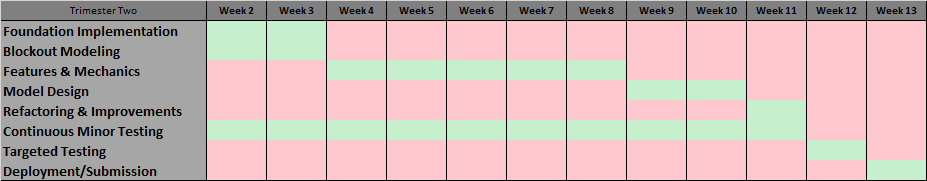 Trimester Two Week 2 Week 3 Week 4 Week 5 Week 6 Week 7 Week 8 Week 9 Week 10 Week 11 Week 12 Week 13
Foundation Implementation
Blockout Modeling
Features & Mechanics
Model Design
Refactoring & Improvements
Continuous Minor Testing
Targeted Testing
Deployment/Submission